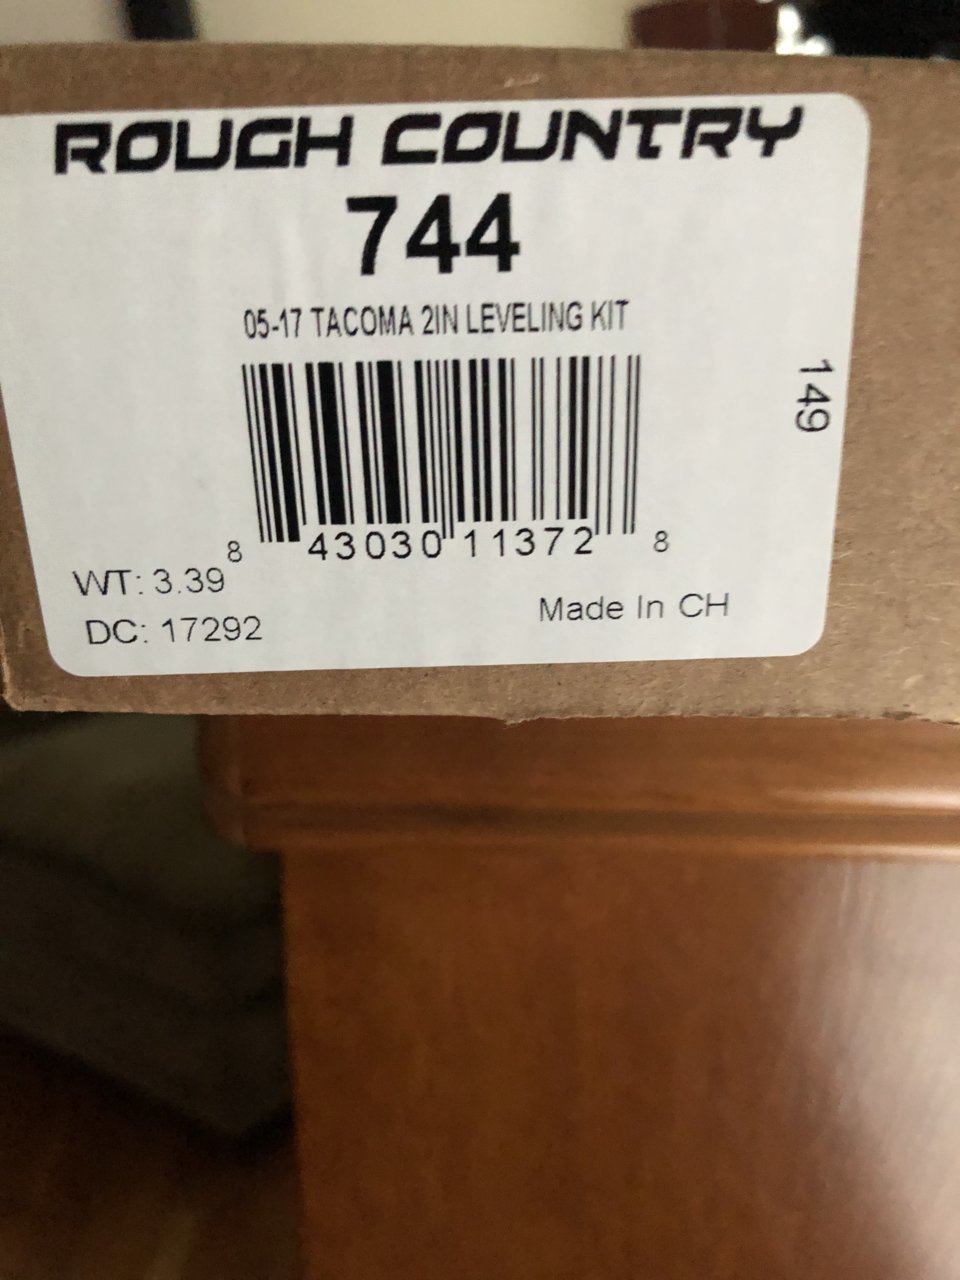 ROUGH COUNTRY
744
05-17 TACOMA 2IN LEVELING KIT
149
8 43030 11372 8
WT: 3.39
DC: 17292
Made In CH